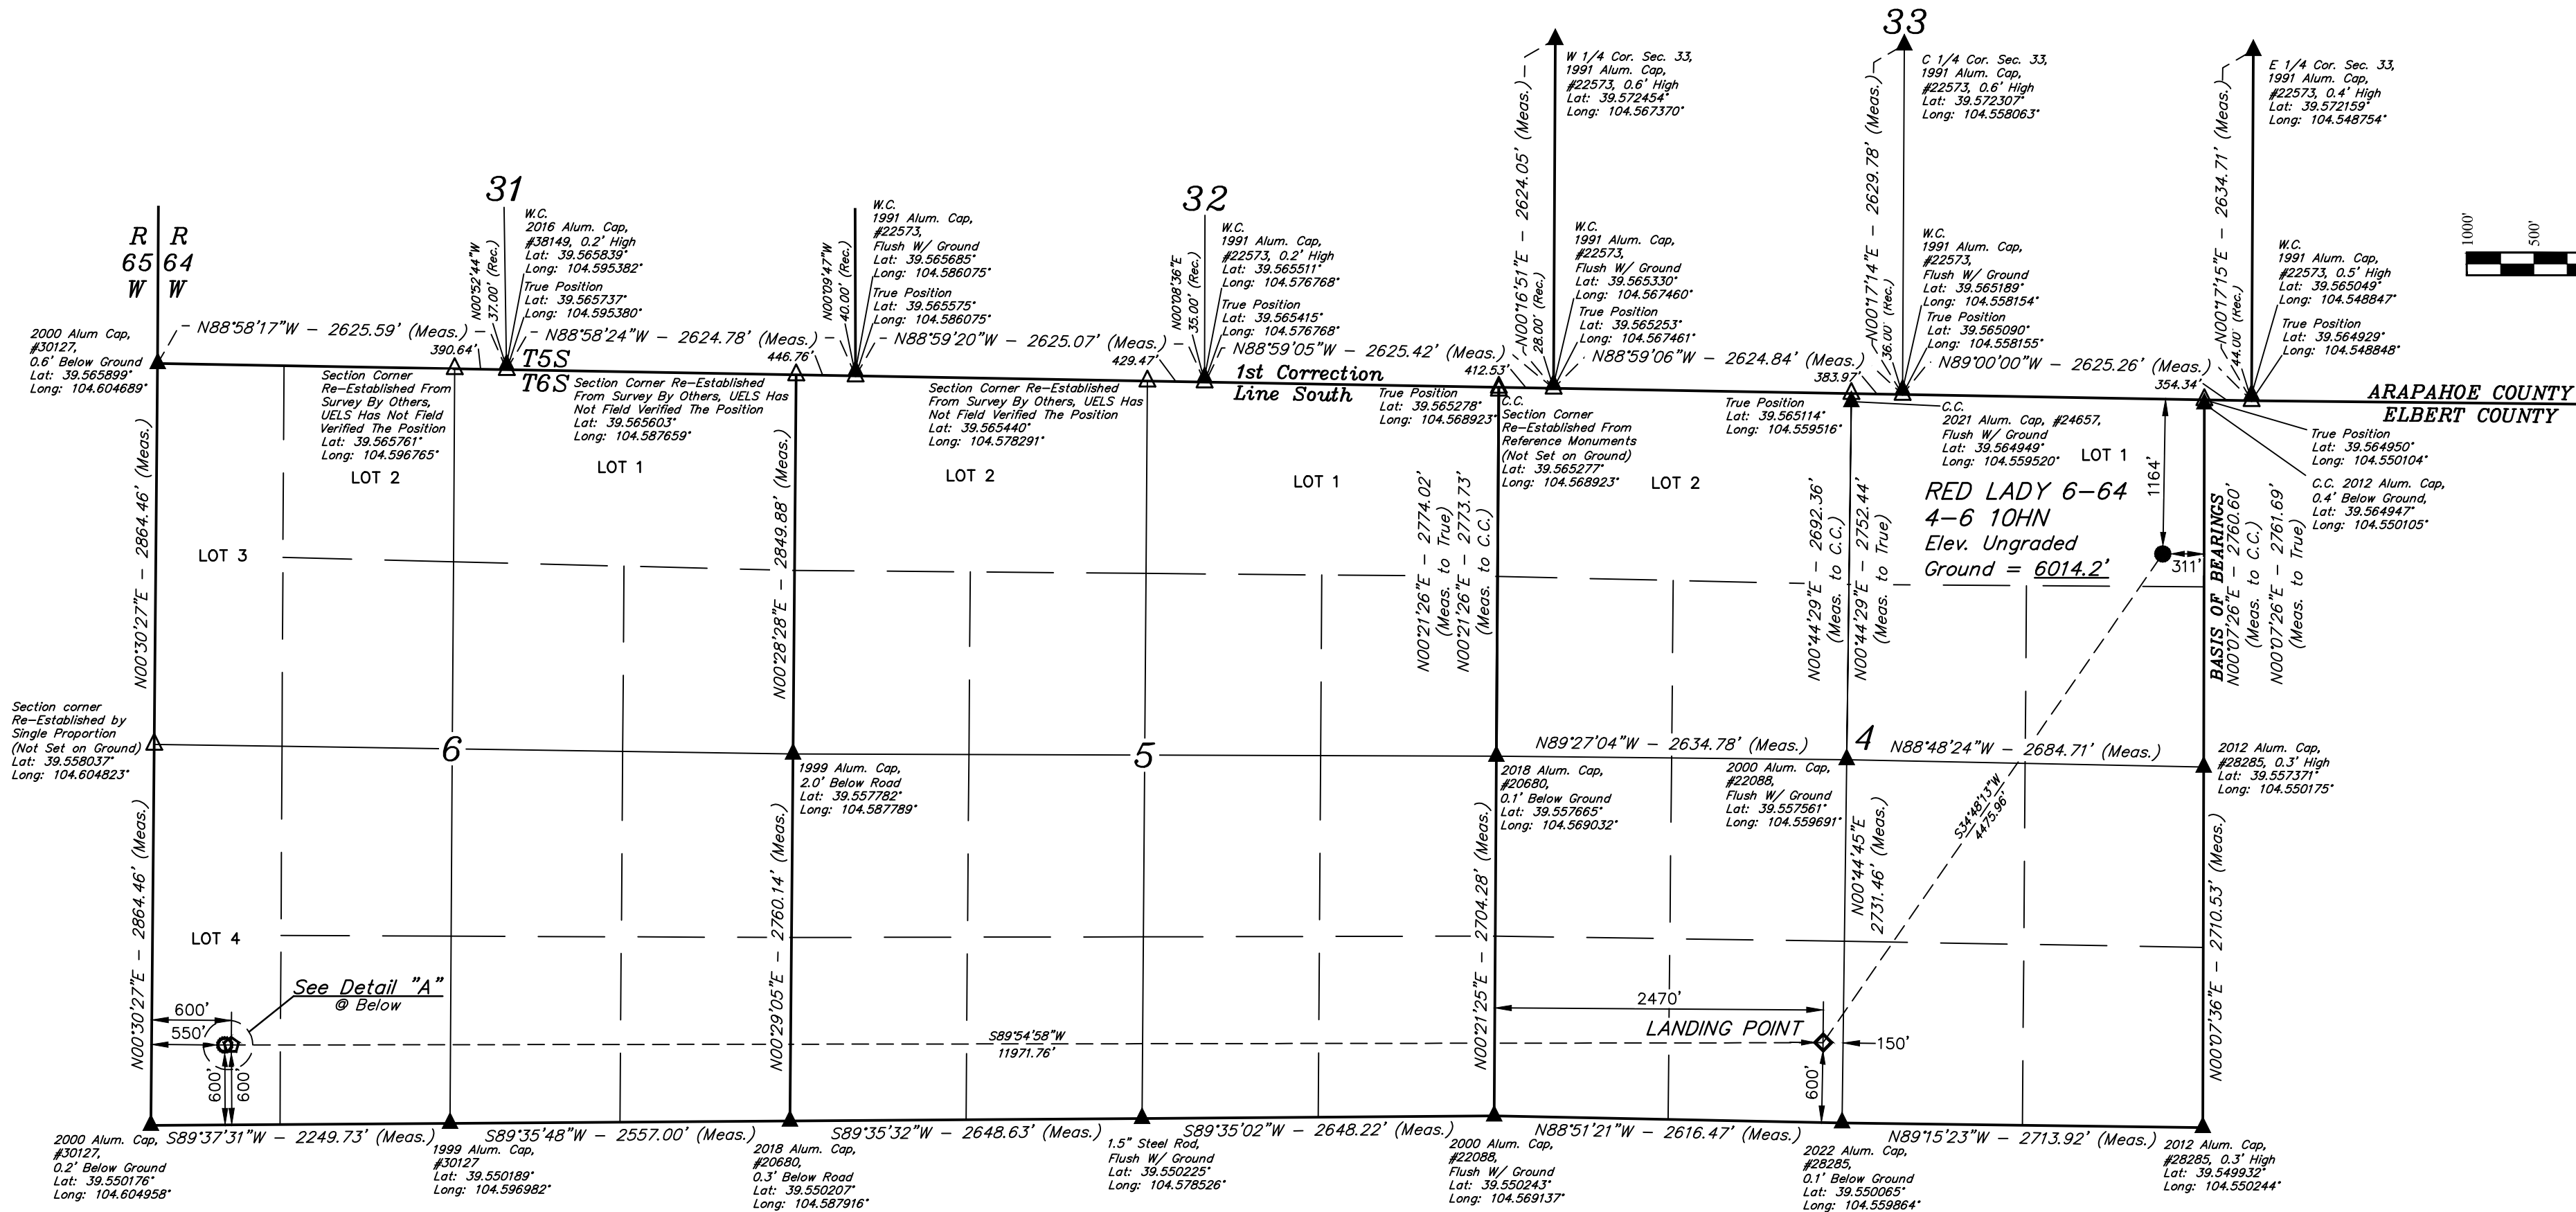 33
W 1/4 Cor. Sec. 33,
1991 Alum. Cap,
#22573, 0.6' High
Lat: 39.572454°
Long: 104.567370°
C 1/4 Cor. Sec. 33,
1991 Alum. Cap,
#22573, 0.6' High
Lat: 39.572307°
Long: 104.558063°
E 1/4 Cor. Sec. 33,
1991 Alum. Cap,
#22573, 0.4' High
Lat: 39.572159°
Long: 104.548754°
N00°16'51"E - 2624.05' (Meas.)
28.00' (Rec.)
N00°17'14"E - 2629.78' (Meas.)
36.00' (Rec.)
N00°17'15"E - 2634.71' (Meas.)
44.00' (Rec.)
1000'
500'
31
32
R R
65 64
W W
N00°52'44"W
37.00' (Rec.)
W.C.
2016 Alum. Cap,
#38149, 0.2' High
Lat: 39.565839°
Long: 104.595382°
True Position
Lat: 39.565737°
Long: 104.595380°
N00°09'47"W
40.00' (Rec.)
W.C.
1991 Alum. Cap,
#22573,
Flush W/ Ground
Lat: 39.565685°
Long: 104.586075°
True Position
Lat: 39.565575°
Long: 104.586075°
N00°08'36"E
35.00' (Rec.)
W.C.
1991 Alum. Cap,
#22573, 0.2' High
Lat: 39.565511°
Long: 104.576768°
True Position
Lat: 39.565415°
Long: 104.576768°
W.C.
1991 Alum. Cap,
#22573,
Flush W/ Ground
Lat: 39.565330°
Long: 104.567460°
True Position
Lat: 39.565253°
Long: 104.567461°
W.C.
1991 Alum. Cap,
#22573,
Flush W/ Ground
Lat: 39.565189°
Long: 104.558154°
True Position
Lat: 39.565090°
Long: 104.558155°
W.C.
1991 Alum. Cap,
#22573, 0.5' High
Lat: 39.565049°
Long: 104.548847°
True Position
Lat: 39.564929°
Long: 104.548848°
2000 Alum Cap,
#30127,
0.6' Below Ground
Lat: 39.565899°
Long: 104.604689°
N88°58'17"W - 2625.59' (Meas.)
390.64'
N88°58'24"W - 2624.78' (Meas.)
446.76'
N88°59'20"W - 2625.07' (Meas.)
429.47'
N88°59'05"W - 2625.42' (Meas.)
412.53'
N88°59'06"W - 2624.84' (Meas.)
383.97'
N89°00'00"W - 2625.26' (Meas.)
354.34'
T5S
T6S
1st Correction
Line South
ARAPAHOE COUNTY
ELBERT COUNTY
Section Corner
Re-Established From
Survey By Others,
UELS Has Not Field
Verified The Position
Lat: 39.565761°
Long: 104.596765°
Section Corner Re-Established
From Survey By Others, UELS Has
Not Field Verified The Position
Lat: 39.565603°
Long: 104.587659°
Section Corner Re-Established
From Survey By Others, UELS Has
Not Field Verified The Position
Lat: 39.565440°
Long: 104.578291°
True Position
Lat: 39.565278°
Long: 104.568923°
C.C.
Section Corner
Re-Established From
Reference Monuments
(Not Set on Ground)
Lat: 39.565277°
Long: 104.568923°
True Position
Lat: 39.565114°
Long: 104.559516°
C.C.
2021 Alum. Cap, #24657,
Flush W/ Ground
Lat: 39.564949°
Long: 104.559520°
True Position
Lat: 39.564950°
Long: 104.550104°
C.C. 2012 Alum. Cap,
0.4' Below Ground,
Lat: 39.564947°
Long: 104.550105°
LOT 2
LOT 1
LOT 2
LOT 1
LOT 2
LOT 1
LOT 3
LOT 4
RED LADY 6-64
4-6 10HN
Elev. Ungraded
Ground = 6014.2'
1164'
311'
N00°30'27"E - 2864.46' (Meas.)
N00°28'28"E - 2849.88' (Meas.)
N00°21'26"E - 2774.02'
(Meas. to True)
N00°21'26"E - 2773.73'
(Meas. to C.C.)
N00°44'29"E - 2692.36'
(Meas. to C.C.)
N00°44'29"E - 2752.44'
(Meas. to True)
BASIS OF BEARINGS
N00°07'26"E - 2760.60'
(Meas. to C.C.)
N00°07'26"E - 2761.69'
(Meas. to True)
Section corner
Re-Established by
Single Proportion
(Not Set on Ground)
Lat: 39.558037°
Long: 104.604823°
6
5
4
N89°27'04"W - 2634.78' (Meas.)
N88°48'24"W - 2684.71' (Meas.)
1999 Alum. Cap,
2.0' Below Road
Lat: 39.557782°
Long: 104.587789°
2018 Alum. Cap,
#20680,
0.1' Below Ground
Lat: 39.557665°
Long: 104.569032°
2000 Alum. Cap,
#22088,
Flush W/ Ground
Lat: 39.557561°
Long: 104.559691°
2012 Alum. Cap,
#28285, 0.3' High
Lat: 39.557371°
Long: 104.550175°
S34°48'13"W
4475.96'
N00°30'27"E - 2864.46' (Meas.)
N00°29'05"E - 2760.14' (Meas.)
N00°21'25"E - 2704.28' (Meas.)
N00°44'45"E
2731.46' (Meas.)
N00°07'36"E - 2710.53' (Meas.)
See Detail "A"
@ Below
600'
550'
600'
600'
S89°54'58"W
11971.76'
2470'
LANDING POINT
150'
600'
S89°37'31"W - 2249.73' (Meas.)
S89°35'48"W - 2557.00' (Meas.)
S89°35'32"W - 2648.63' (Meas.)
S89°35'02"W - 2648.22' (Meas.)
N88°51'21"W - 2616.47' (Meas.)
N89°15'23"W - 2713.92' (Meas.)
2000 Alum. Cap,
#30127,
0.2' Below Ground
Lat: 39.550176°
Long: 104.604958°
1999 Alum. Cap,
#30127
Lat: 39.550189°
Long: 104.596982°
2018 Alum. Cap,
#20680,
0.3' Below Road
Lat: 39.550207°
Long: 104.587916°
1.5" Steel Rod,
Flush W/ Ground
Lat: 39.550225°
Long: 104.578526°
2000 Alum. Cap,
#22088,
Flush W/ Ground
Lat: 39.550243°
Long: 104.569137°
2022 Alum. Cap,
#28285,
0.1' Below Ground
Lat: 39.550065°
Long: 104.559864°
2012 Alum. Cap,
#28285, 0.3' High
Lat: 39.549932°
Long: 104.550244°